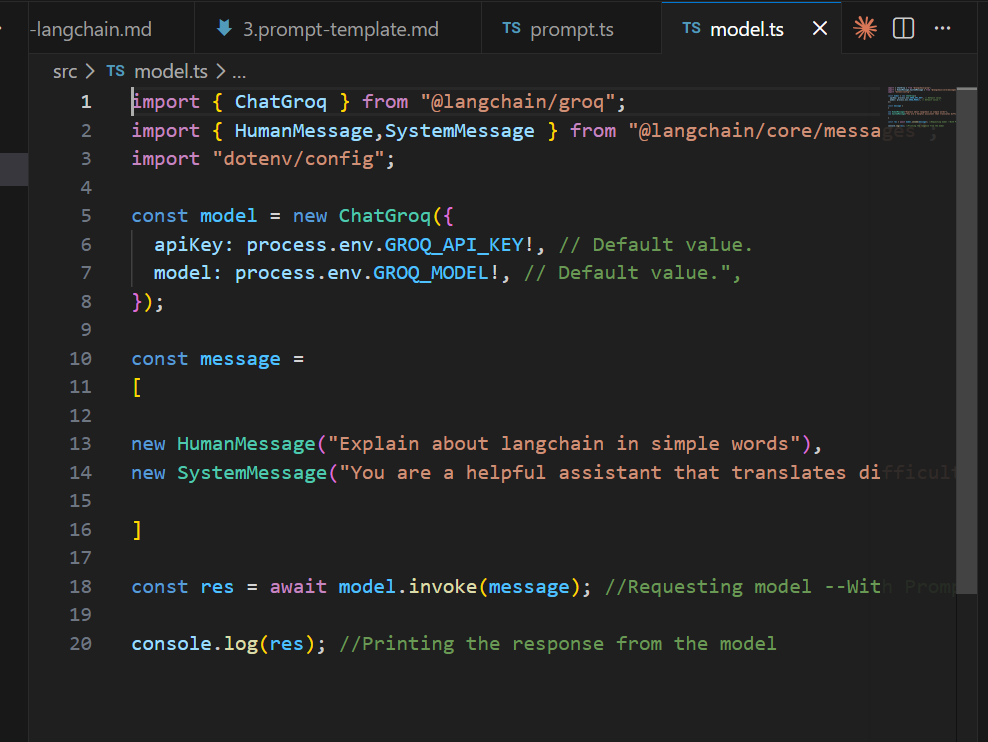 -langchain.md 3.prompt-template.md TS prompt.ts TS model.ts
src > TS model.ts > ...
1 import { ChatGroq } from "@langchain/groq";
2 import { HumanMessage,SystemMessage } from "@langchain/core/messages";
3 import "dotenv/config";
4
5 const model = new ChatGroq({
6 apiKey: process.env.GROQ_API_KEY!, // Default value.
7 model: process.env.GROQ_MODEL!, // Default value.",
8 });
9
10 const message =
11 [
12
13 new HumanMessage("Explain about langchain in simple words"),
14 new SystemMessage("You are a helpful assistant that translates difficult
15
16 ]
17
18 const res = await model.invoke(message); //Requesting model --With Prom
19
20 console.log(res); //Printing the response from the model